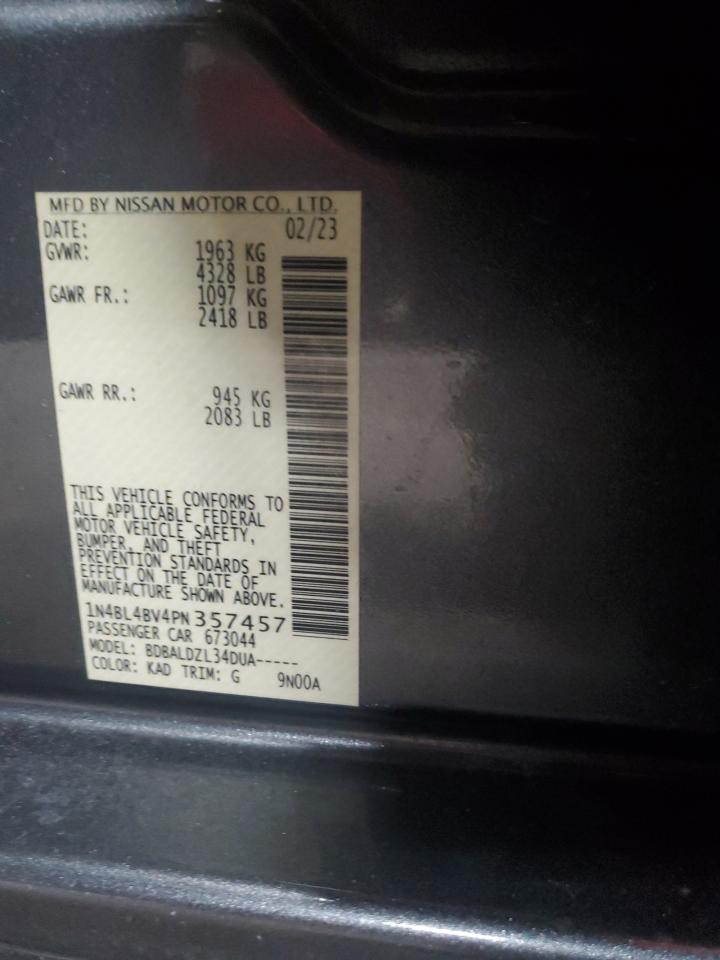 MFD BY NISSAN MOTOR CO., LTD.
DATE: 02/23
GVWR: 1963 KG
4328 LB
GAWR FR.: 1097 KG
2418 LB
GAWR RR.: 945 KG
2083 LB
THIS VEHICLE CONFORMS TO
ALL APPLICABLE FEDERAL
MOTOR VEHICLE SAFETY,
BUMPER, AND THEFT
PREVENTION STANDARDS IN
EFFECT ON THE DATE OF
MANUFACTURE SHOWN ABOVE.
1N4BL4BV4PN357457
PASSENGER CAR 673044
MODEL: BDBALDZL34DUA-----
COLOR: KAD TRIM: G 9N00A